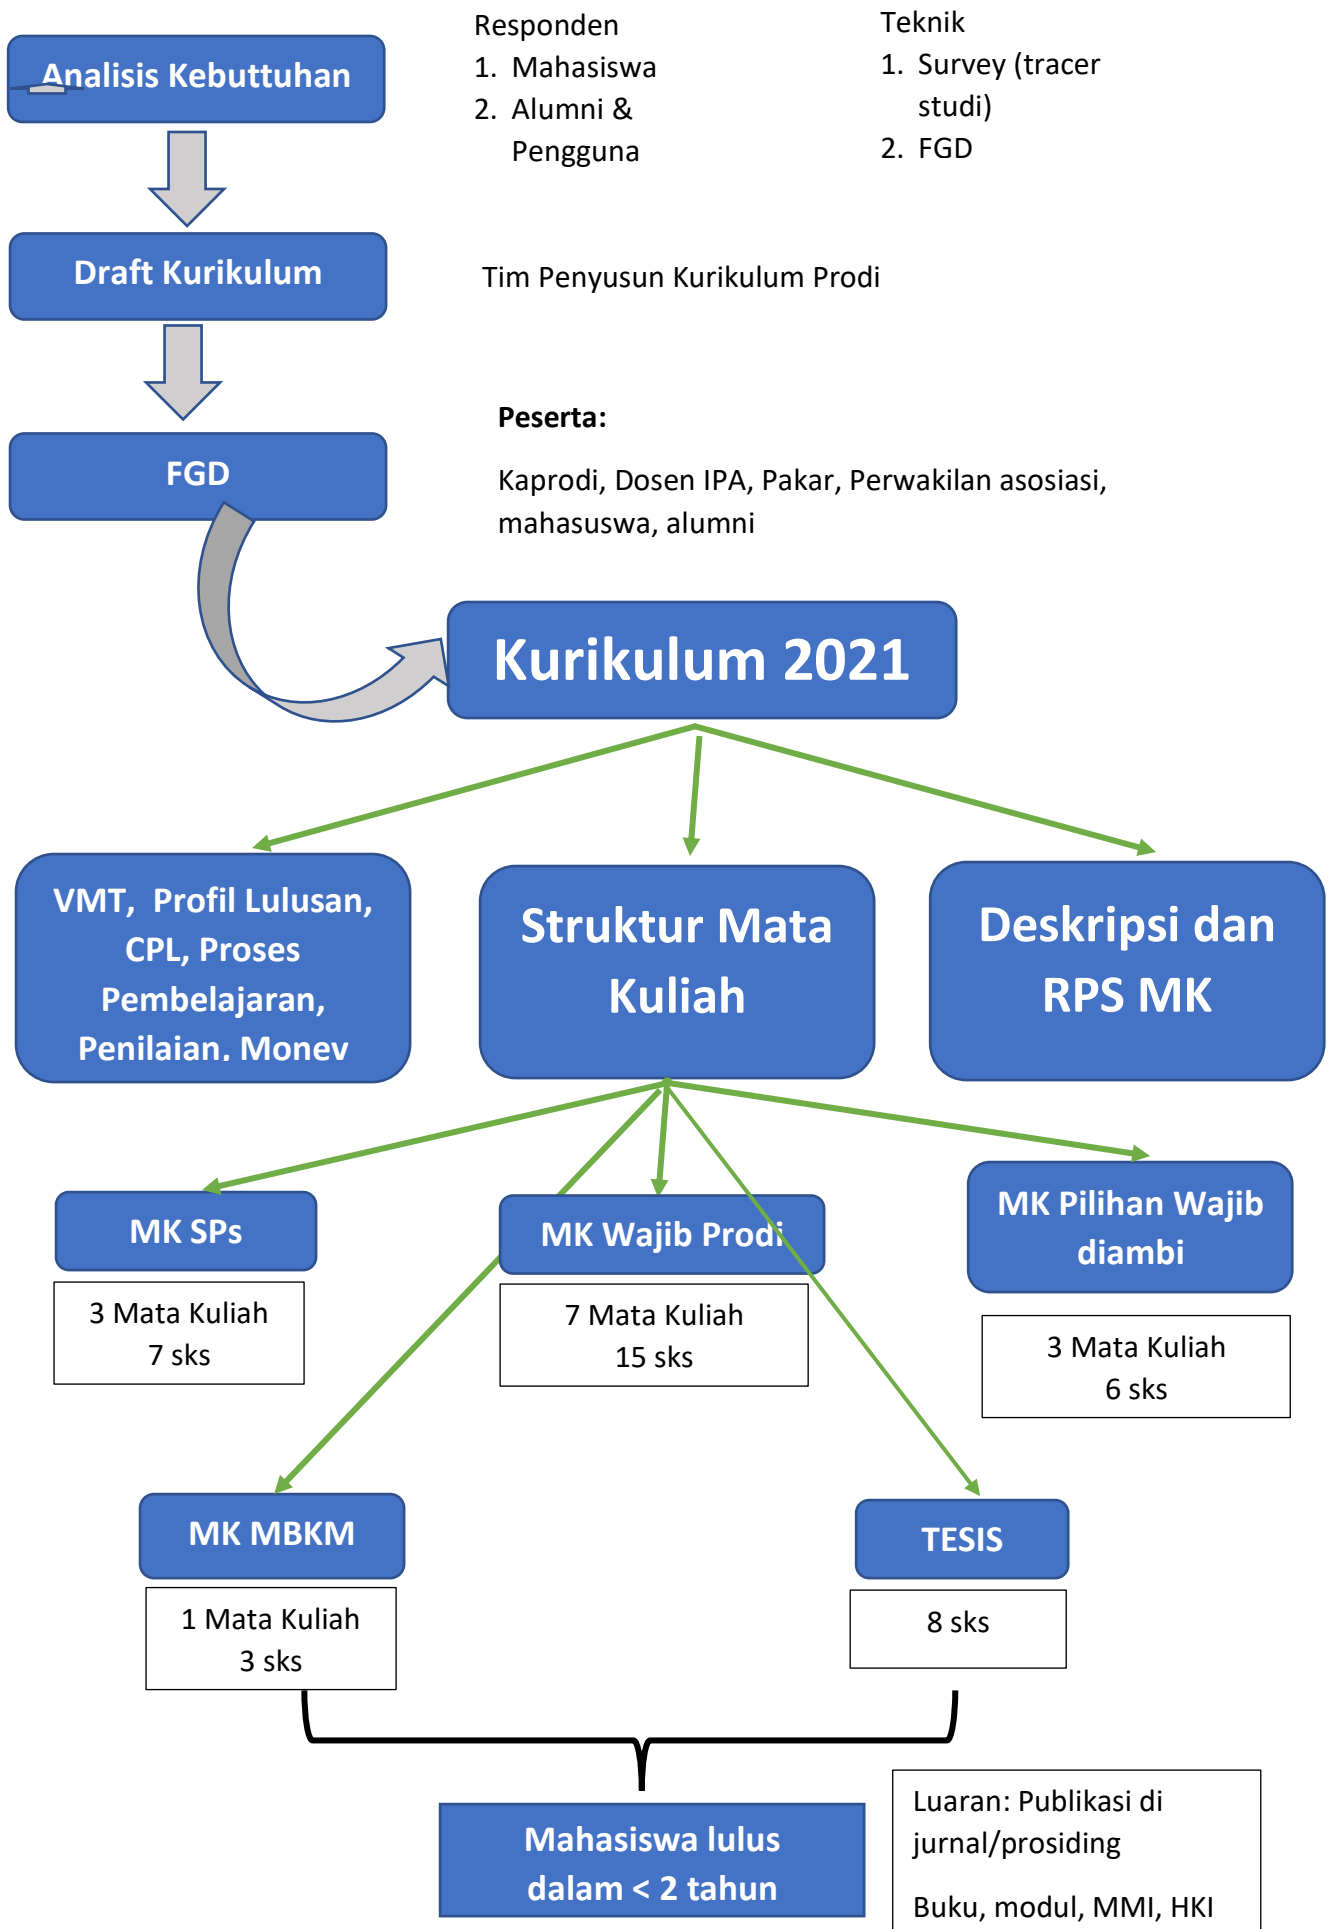 Analisis Kebuttuhan
Responden
1. Mahasiswa
2. Alumni &
Pengguna
Teknik
1. Survey (tracer
studi)
2. FGD
Draft Kurikulum
Tim Penyusun Kurikulum Prodi
FGD
Peserta:
Kaprodi, Dosen IPA, Pakar, Perwakilan asosiasi,
mahasuswa, alumni
Kurikulum 2021
VMT, Profil Lulusan,
CPL, Proses
Pembelajaran,
Penilaian, Monev
Struktur Mata
Kuliah
Deskripsi dan
RPS MK
MK SPs
3 Mata Kuliah
7 sks
MK Wajib Prodi
7 Mata Kuliah
15 sks
MK Pilihan Wajib
diambi
3 Mata Kuliah
6 sks
MK MBKM
1 Mata Kuliah
3 sks
TESIS
8 sks
Mahasiswa lulus
dalam < 2 tahun
Luaran: Publikasi di
jurnal/prosiding
Buku, modul, MMI, HKI